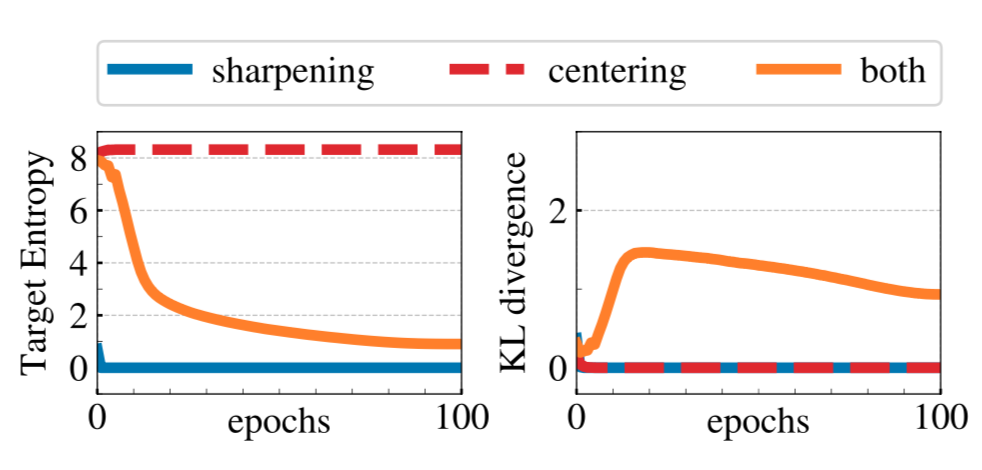 sharpening centering both
Target Entropy
8
6
4
2
0
0 epochs 100
KL divergence
2
0
0 epochs 100